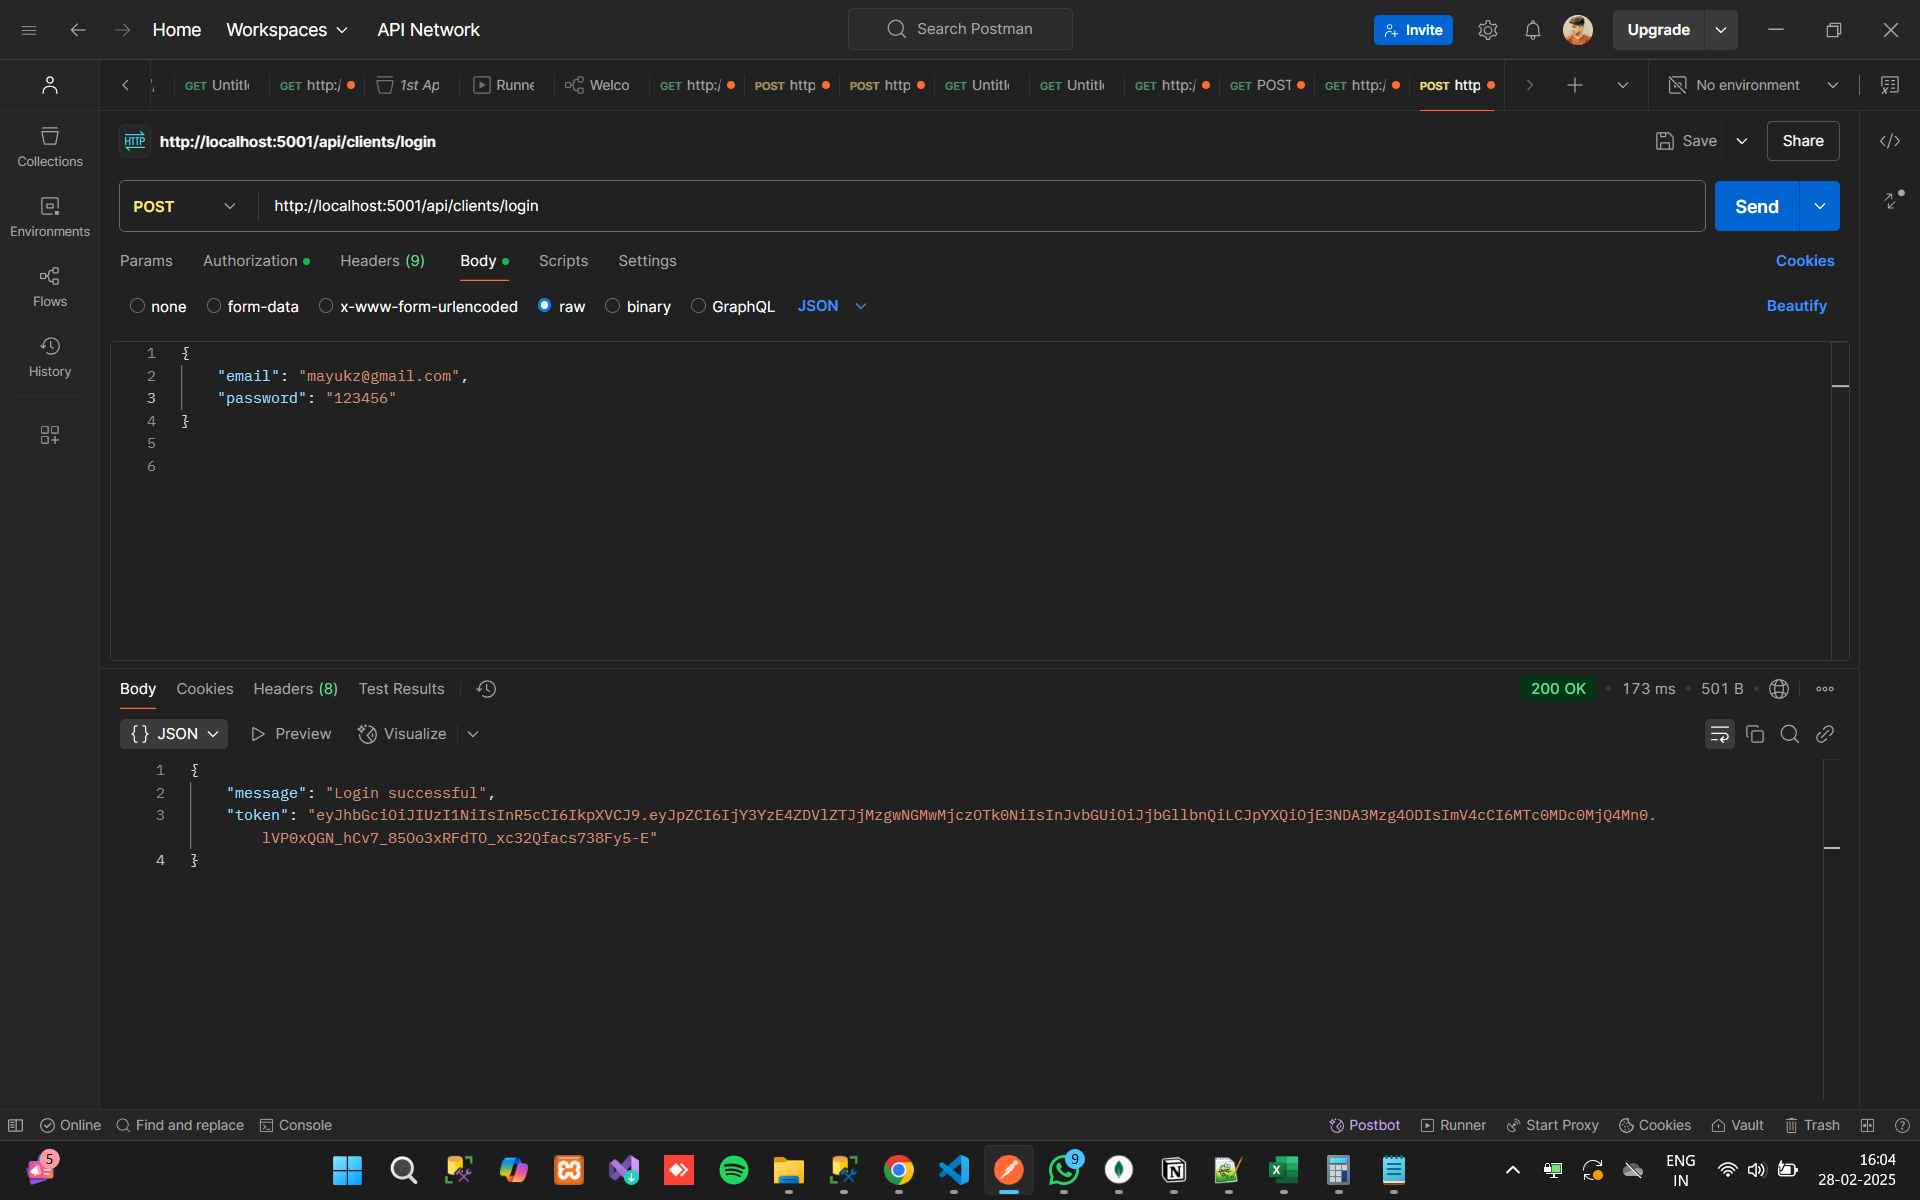 Home
Workspaces
API Network
Search Postman
Invite
Upgrade
GET Untitl
GET http:/
1st Ap
Runne
Welco
GET http:/
POST http
POST http
GET Untitl
GET Untitl
GET http:/
GET POST
GET http:/
POST http
No environment
Collections
Environments
Flows
History
HTTP http://localhost:5001/api/clients/login
Save
Share
POST
http://localhost:5001/api/clients/login
Send
Params
Authorization
Headers (9)
Body
Scripts
Settings
Cookies
none
form-data
x-www-form-urlencoded
raw
binary
GraphQL
JSON
Beautify
1 {
2 "email": "mayukz@gmail.com",
3 "password": "123456"
4 }
5
6
Body
Cookies
Headers (8)
Test Results
200 OK
173 ms
501 B
{} JSON
Preview
Visualize
1 {
2 "message": "Login successful",
3 "token": "eyJhbGciOiJIUzI1NiIsInR5cCI6IkpXVCJ9.eyJpZCI6IjY3YzE4ZDVlZTJjMzgwNGMwMjczOTk0NiIsInJvbGUiOiJjbGllbnQiLCJpYXQiOjE3NDA3Mzg4ODIsImV4cCI6MTc0MDc0MjQ4Mn0.
lVP0xQGN_hCv7_85Oo3xRFdTO_xc32Qfacs738Fy5-E"
4 }
Online
Find and replace
Console
Postbot
Runner
Start Proxy
Cookies
Vault
Trash
5
9
ENG
IN
16:04
28-02-2025